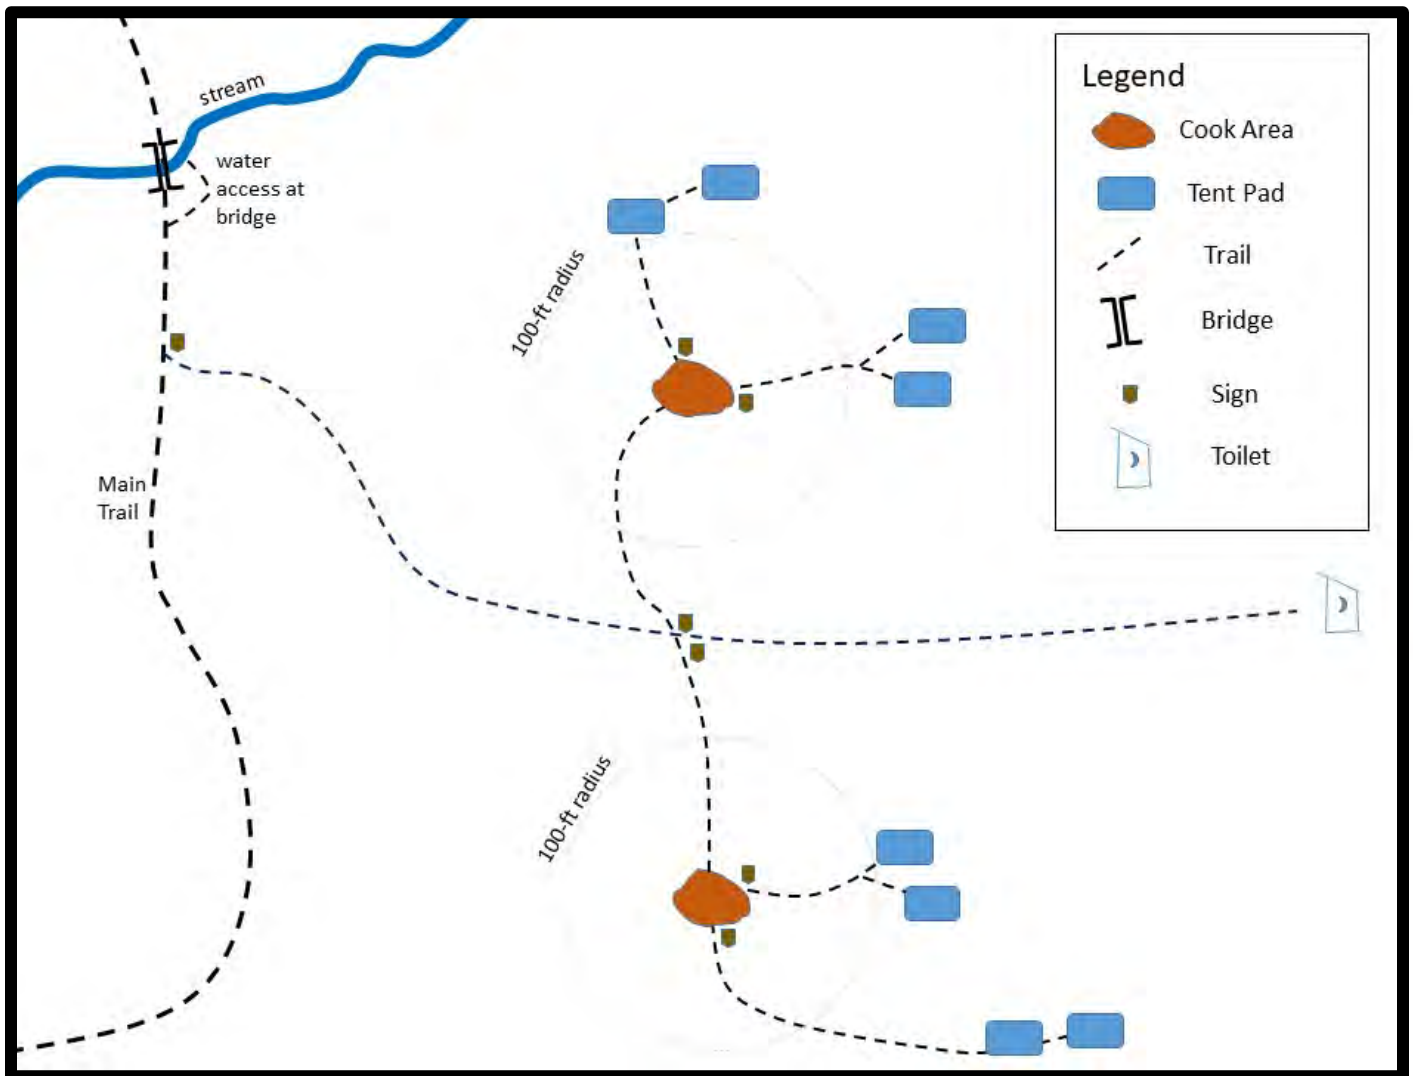 stream
water
access at
bridge
Main
Trail
100-ft radius
100-ft radius
Legend
Cook Area
Tent Pad
Trail
Bridge
Sign
Toilet